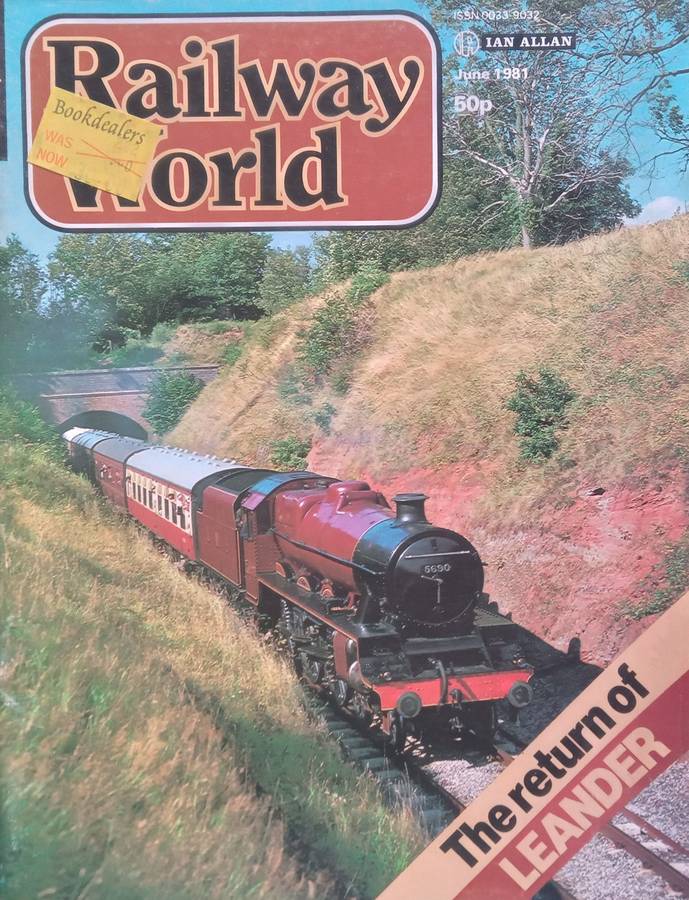 ISSN 0033-9032
IAN ALLAN
June 1981
50p
Railway
World
Bookdealers
WAS
NOW
5690
The return of
LEANDER